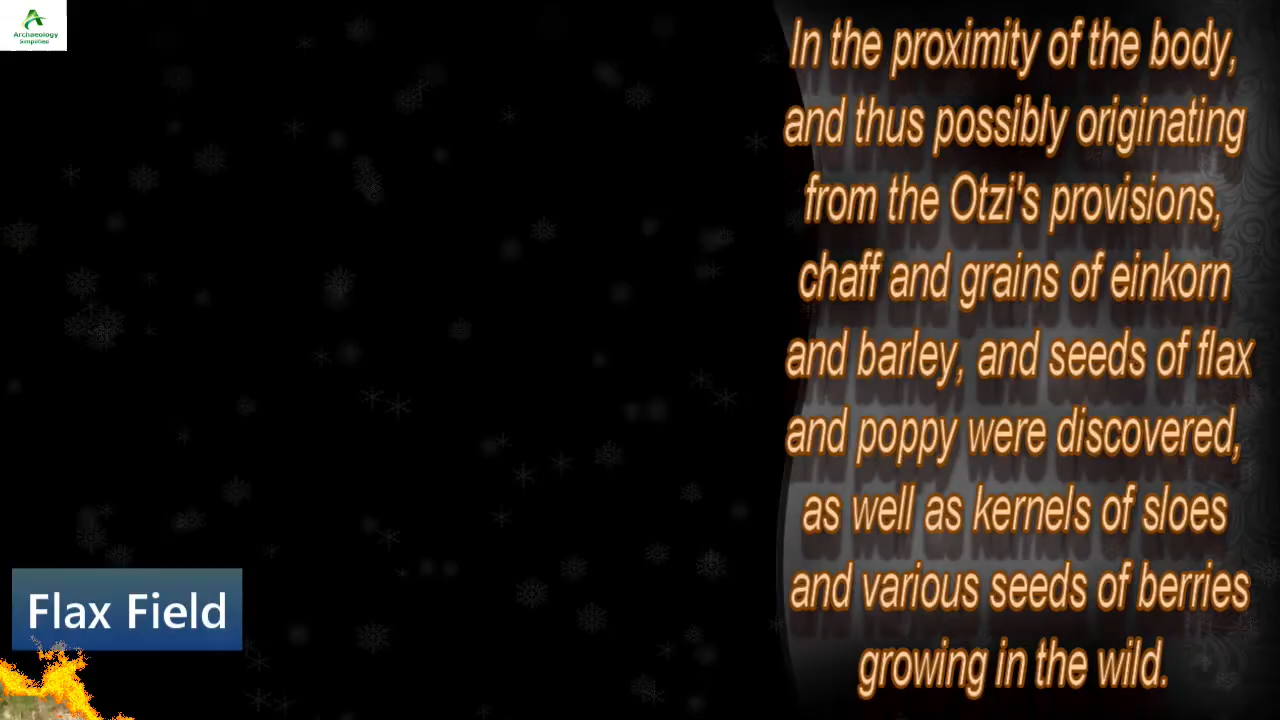 Archaeology
Simplified
In the proximity of the body,
and thus possibly originating
from the Otzi's provisions,
chaff and grains of einkorn
and barley, and seeds of flax
and poppy were discovered,
as well as kernels of sloes
and various seeds of berries
growing in the wild.
Flax Field